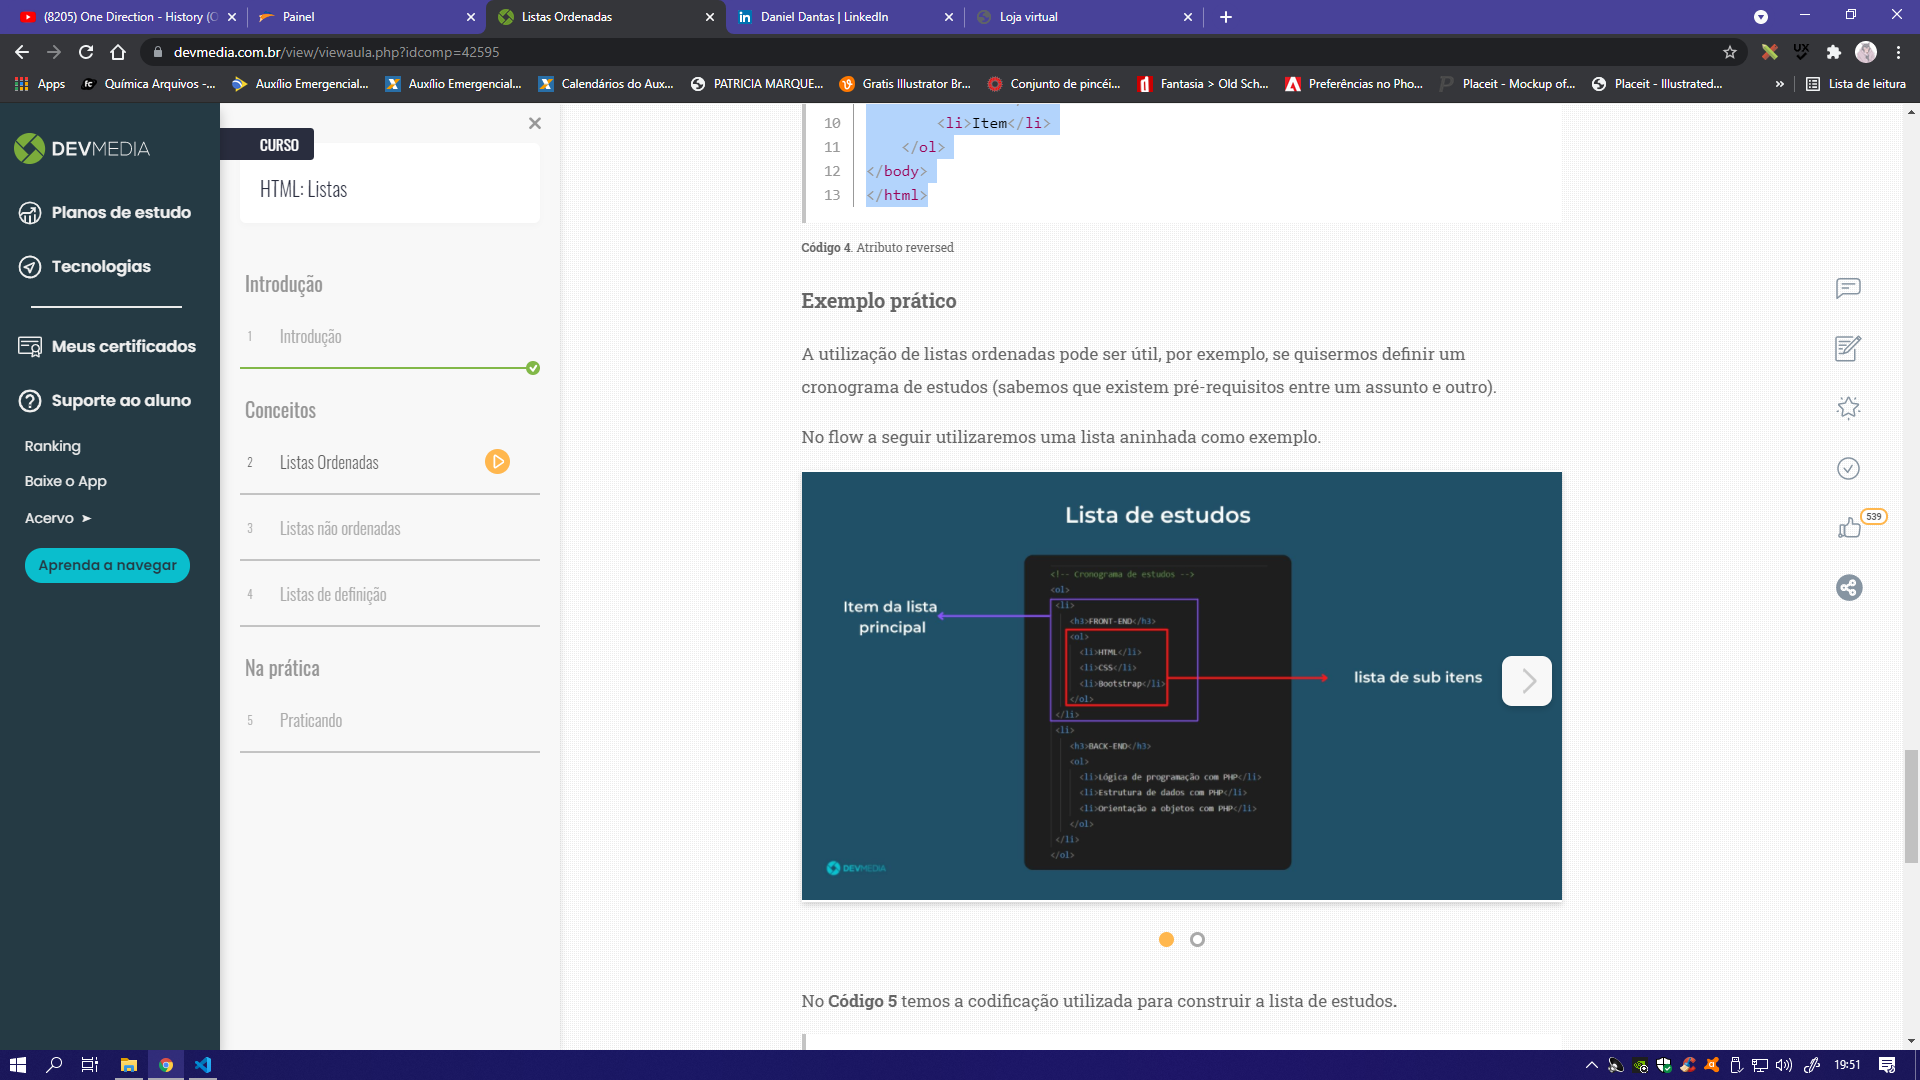 (8205) One Direction - History (O
Painel
Listas Ordenadas
Daniel Dantas | LinkedIn
Loja virtual
devmedia.com.br/view/viewaula.php?idcomp=42595
Apps
Química Arquivos -...
Auxílio Emergencial...
Auxílio Emergencial...
Calendários do Aux...
PATRICIA MARQUE...
Gratis Illustrator Br...
Conjunto de pincéi...
Fantasia > Old Sch...
Preferências no Pho...
Placeit - Mockup of...
Placeit - Illustrated...
»
Lista de leitura
DEVMEDIA
Planos de estudo
Tecnologias
Meus certificados
Suporte ao aluno
Ranking
Baixe o App
Acervo ➤
Aprenda a navegar
CURSO
HTML: Listas
Introdução
1 Introdução
Conceitos
2 Listas Ordenadas
3 Listas não ordenadas
4 Listas de definição
Na prática
5 Praticando
10 <li>Item</li>
11 </ol>
12 </body>
13 </html>
Código 4. Atributo reversed
Exemplo prático
A utilização de listas ordenadas pode ser útil, por exemplo, se quisermos definir um
cronograma de estudos (sabemos que existem pré-requisitos entre um assunto e outro).
No flow a seguir utilizaremos uma lista aninhada como exemplo.
Lista de estudos
Item da lista
principal
<!-- Cronograma de estudos -->
<ol>
<li>
<h3>FRONT-END</h3>
<ol>
<li>HTML</li>
<li>CSS</li>
<li>Bootstrap</li>
</ol>
</li>
<li>
<h3>BACK-END</h3>
<ol>
<li>Lógica de programação com PHP</li>
<li>Estrutura de dados com PHP</li>
<li>Orientação a objetos com PHP</li>
</ol>
</li>
</ol>
lista de sub itens
DEVMEDIA
No Código 5 temos a codificação utilizada para construir a lista de estudos.
539
19:51